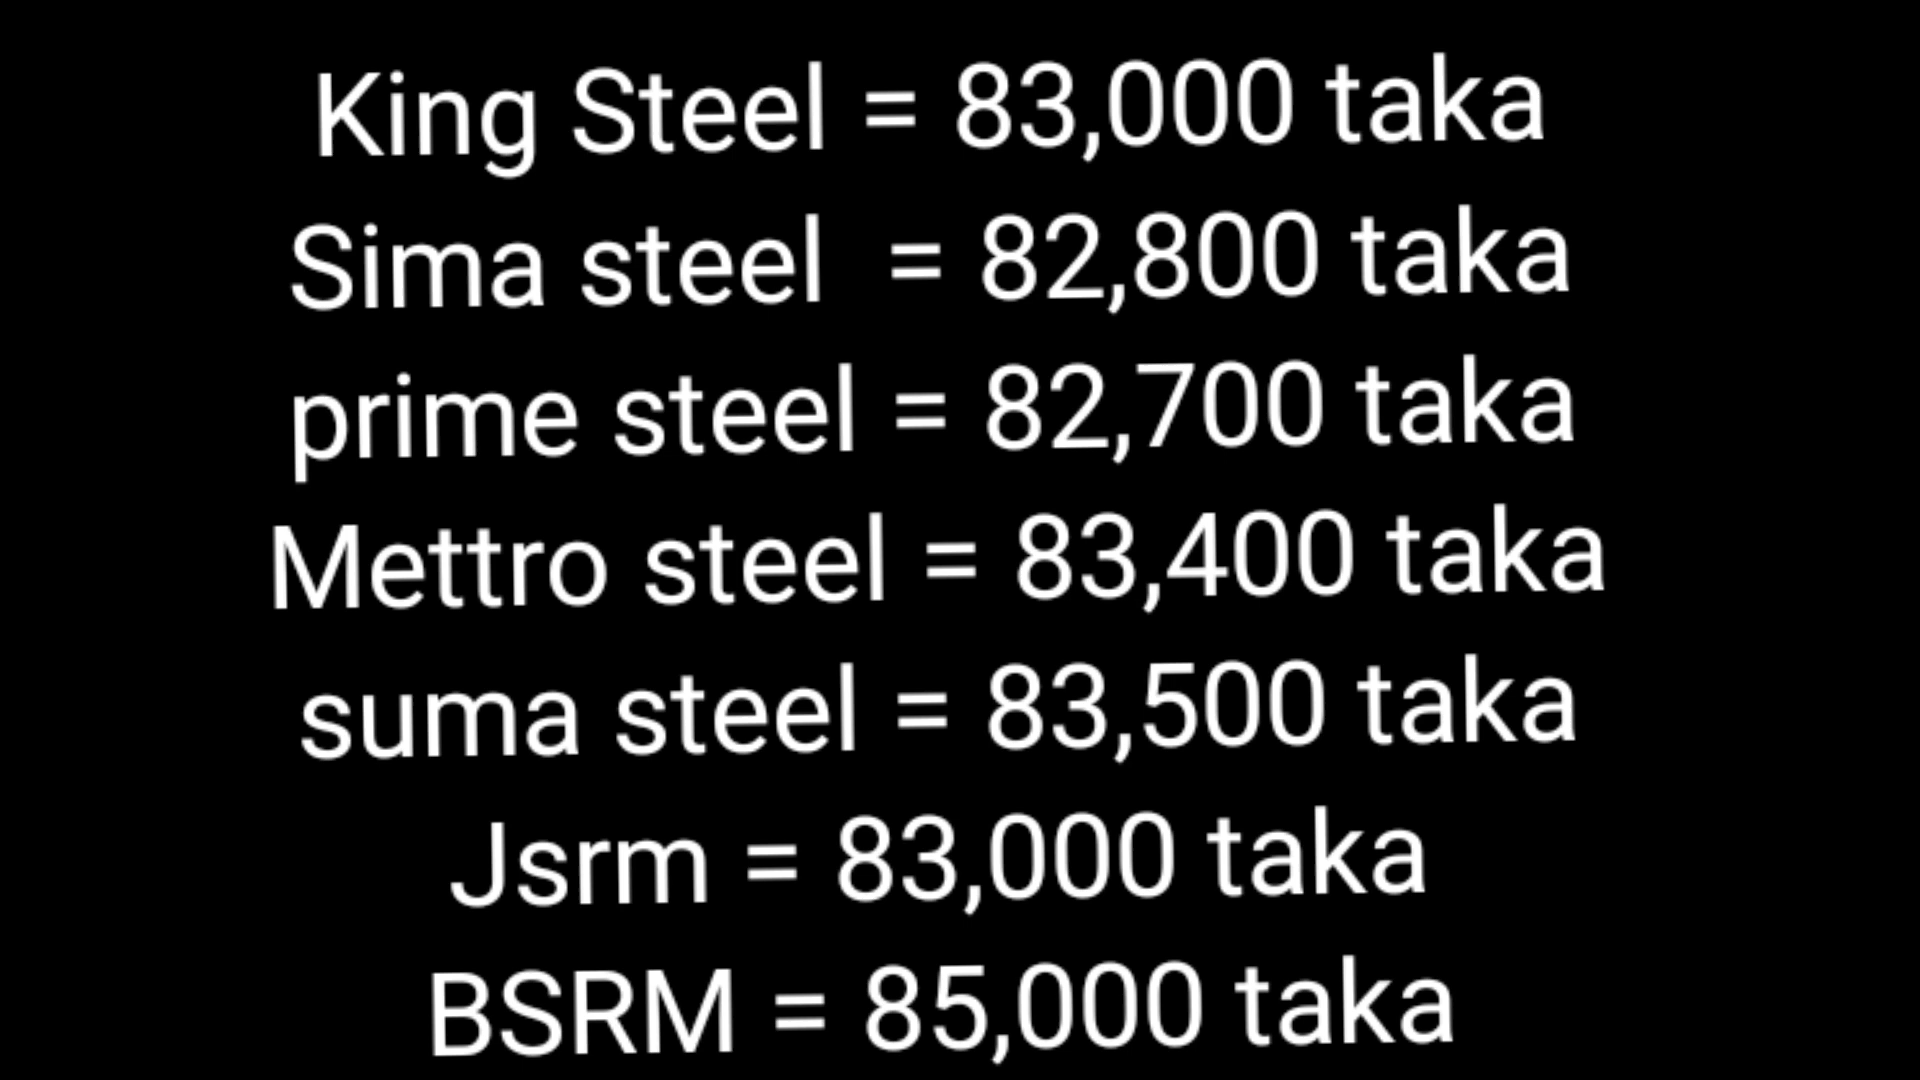 King Steel = 83,000 taka
Sima steel = 82,800 taka
prime steel = 82,700 taka
Mettro steel = 83,400 taka
suma steel = 83,500 taka
Jsrm = 83,000 taka
BSRM = 85,000 taka